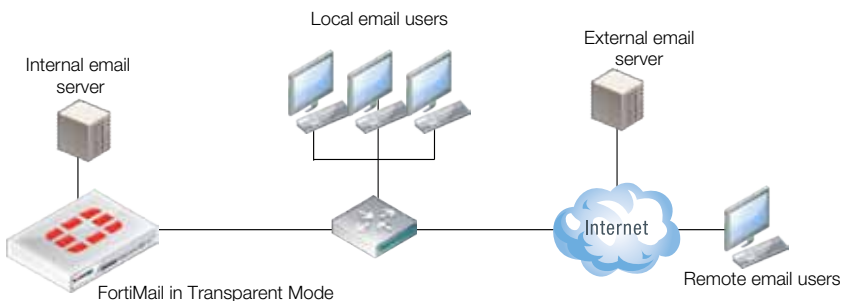 Local email users
External email
server
Internal email
server
Internet
Remote email users
FortiMail in Transparent Mode